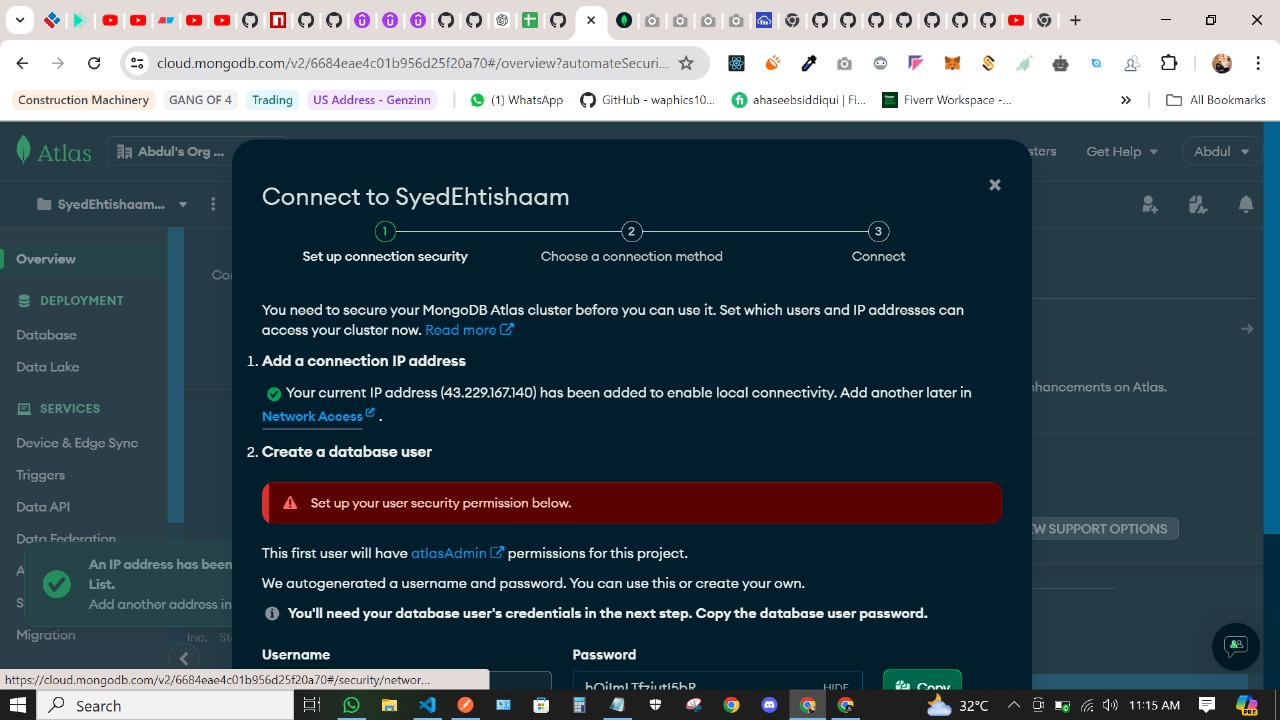 cloud.mongodb.com/v2/6684eae4c01b956d25f20a70#/overview?automateSecuri...
Construction Machinery
GANG OF 4
Trading
US Address - Genzinn
(1) WhatsApp
GitHub - waphics10...
ahaseebsiddiqui | Fi...
Fiverr Workspace -...
»
All Bookmarks
Atlas
Abdul's Org ...
Get Help
Abdul
SyedEhtishaam...
Connect to SyedEhtishaam
1
2
3
Set up connection security
Choose a connection method
Connect
Overview
DEPLOYMENT
Database
Data Lake
SERVICES
Device & Edge Sync
Triggers
Data API
Data Federation
Migration
You need to secure your MongoDB Atlas cluster before you can use it. Set which users and IP addresses can
access your cluster now. Read more
1. Add a connection IP address
Your current IP address (43.229.167.140) has been added to enable local connectivity. Add another later in
Network Access .
2. Create a database user
Set up your user security permission below.
This first user will have atlasAdmin permissions for this project.
We autogenerated a username and password. You can use this or create your own.
You'll need your database user's credentials in the next step. Copy the database user password.
Username
Password
HIDE
Copy
nhancements on Atlas.
EW SUPPORT OPTIONS
An IP address has been
List.
Add another address in
Inc.
https://cloud.mongodb.com/v2/6684eae4c01b956d25f20a70#/security/networ...
Search
32°C
11:15 AM
PRE